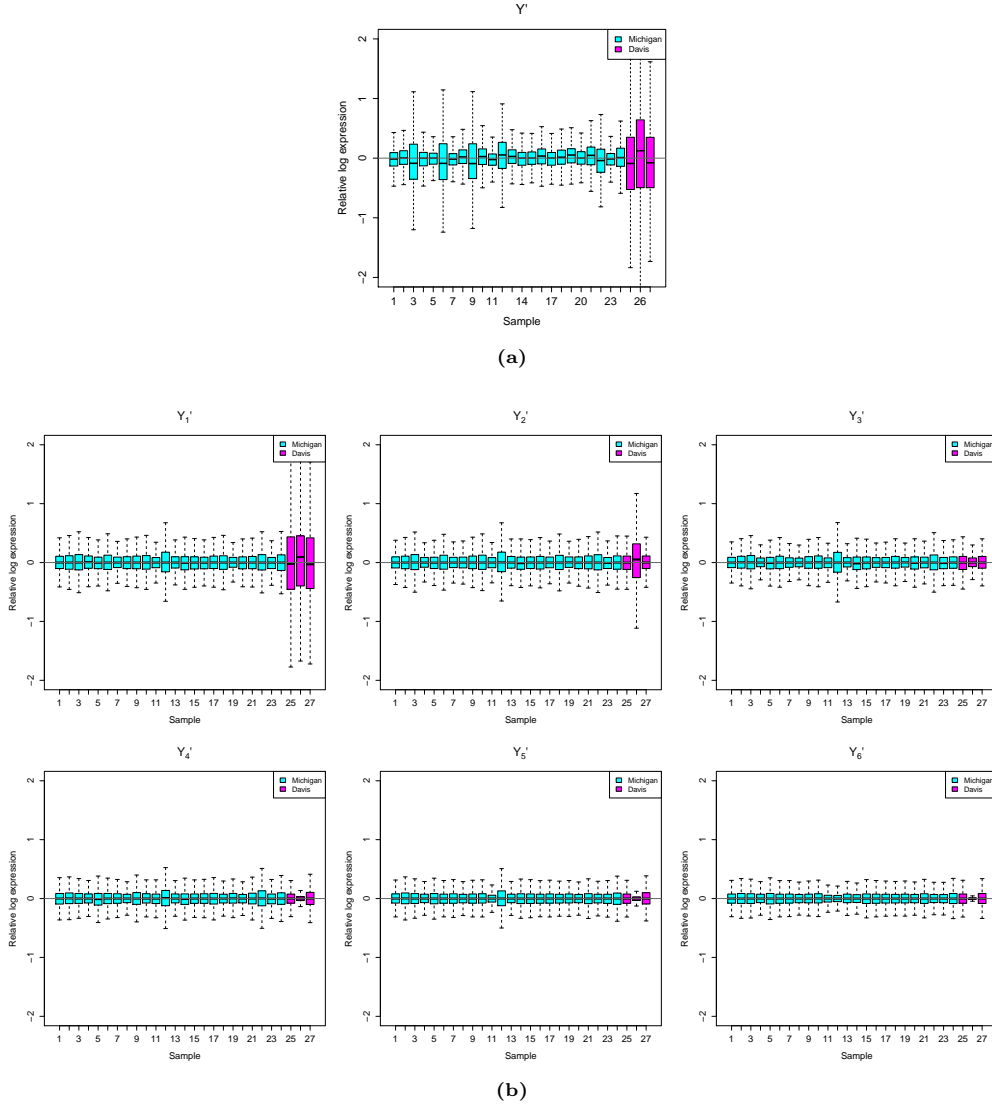 Y'
Michigan
Davis
Relative log expression
2
1
0
−1
−2
1 3 5 7 9 11 14 17 20 23 26
Sample
(a)
Y1'
Michigan
Davis
Relative log expression
2
1
0
−1
−2
1 3 5 7 9 11 13 15 17 19 21 23 25 27
Sample
Y2'
Michigan
Davis
Relative log expression
2
1
0
−1
−2
1 3 5 7 9 11 13 15 17 19 21 23 25 27
Sample
Y3'
Michigan
Davis
Relative log expression
2
1
0
−1
−2
1 3 5 7 9 11 13 15 17 19 21 23 25 27
Sample
Y4'
Michigan
Davis
Relative log expression
2
1
0
−1
−2
1 3 5 7 9 11 13 15 17 19 21 23 25 27
Sample
Y5'
Michigan
Davis
Relative log expression
2
1
0
−1
−2
1 3 5 7 9 11 13 15 17 19 21 23 25 27
Sample
Y6'
Michigan
Davis
Relative log expression
2
1
0
−1
−2
1 3 5 7 9 11 13 15 17 19 21 23 25 27
Sample
(b)